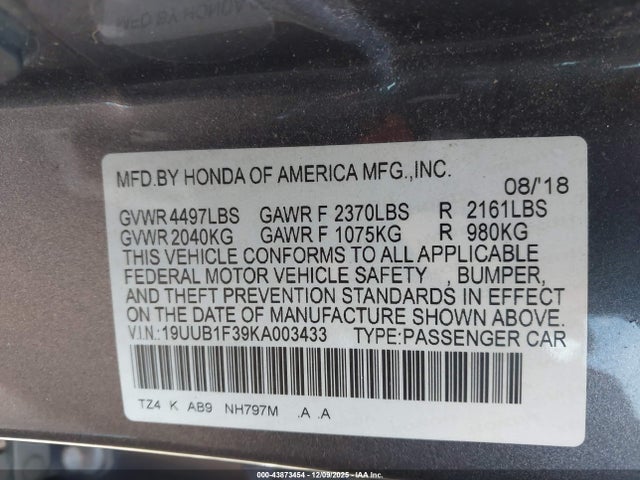 MFD.BY HONDA OF AMERICA MFG.,INC.
08/'18
GVWR 4497LBS GAWR F 2370LBS R 2161LBS
GVWR 2040KG GAWR F 1075KG R 980KG
THIS VEHICLE CONFORMS TO ALL APPLICABLE
FEDERAL MOTOR VEHICLE SAFETY , BUMPER,
AND THEFT PREVENTION STANDARDS IN EFFECT
ON THE DATE OF MANUFACTURE SHOWN ABOVE.
V.I.N.:19UUB1F39KA003433 TYPE:PASSENGER CAR
TZ4 K AB9 NH797M .A .A
000-43873454 - 12/09/2025 - IAA Inc.